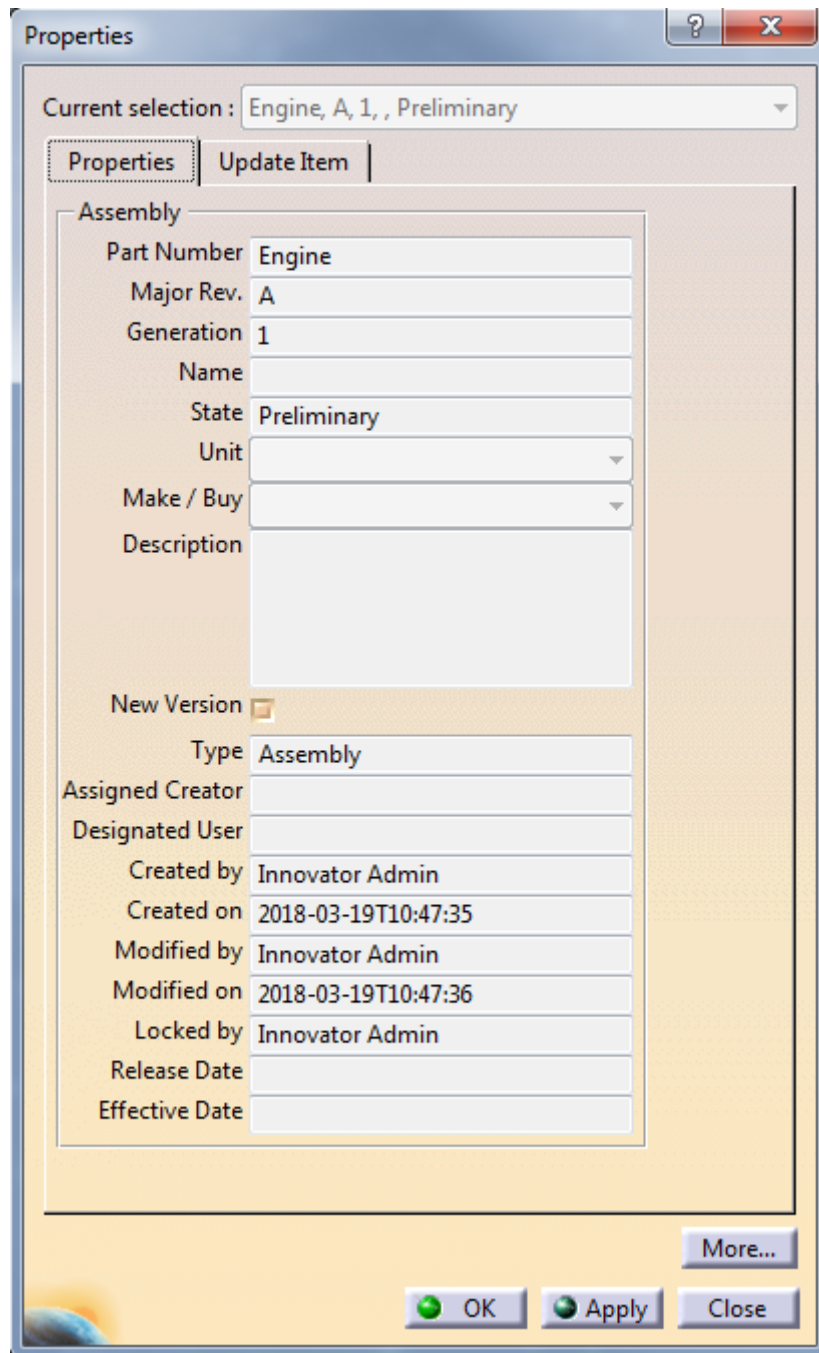 Properties
?
X
Current selection : Engine, A, 1, , Preliminary
Properties Update Item
Assembly
Part Number Engine
Major Rev. A
Generation 1
Name
State Preliminary
Unit
Make / Buy
Description
New Version
Type Assembly
Assigned Creator
Designated User
Created by Innovator Admin
Created on 2018-03-19T10:47:35
Modified by Innovator Admin
Modified on 2018-03-19T10:47:36
Locked by Innovator Admin
Release Date
Effective Date
More...
OK Apply Close